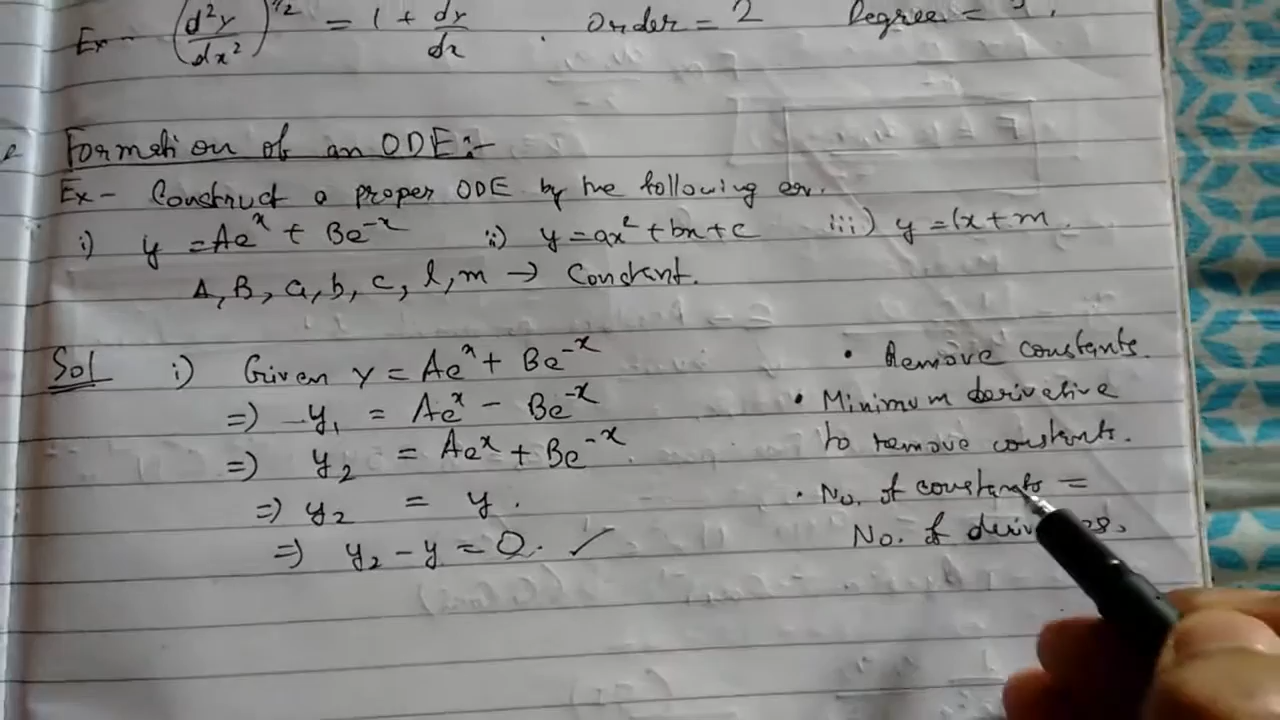 Ex - (d²y/dx²)^1/2 = 1 + dy/dx . Order = 2 Degree =
Formation of an ODE :-
Ex - Construct a proper ODE by the following eq.
i) y = Ae^x + Be^-x ii) y = ax² + bx + c iii) y = lx + m.
A, B, a, b, c, l, m → Constant.
Sol i) Given y = Ae^x + Be^-x
=) y₁ = Ae^x - Be^-x
=) y₂ = Ae^x + Be^-x
=) y₂ = y.
=) y₂ - y = 0. ✓
• Remove constants.
• Minimum derivative
to remove constants.
• No. of constants =
No. of